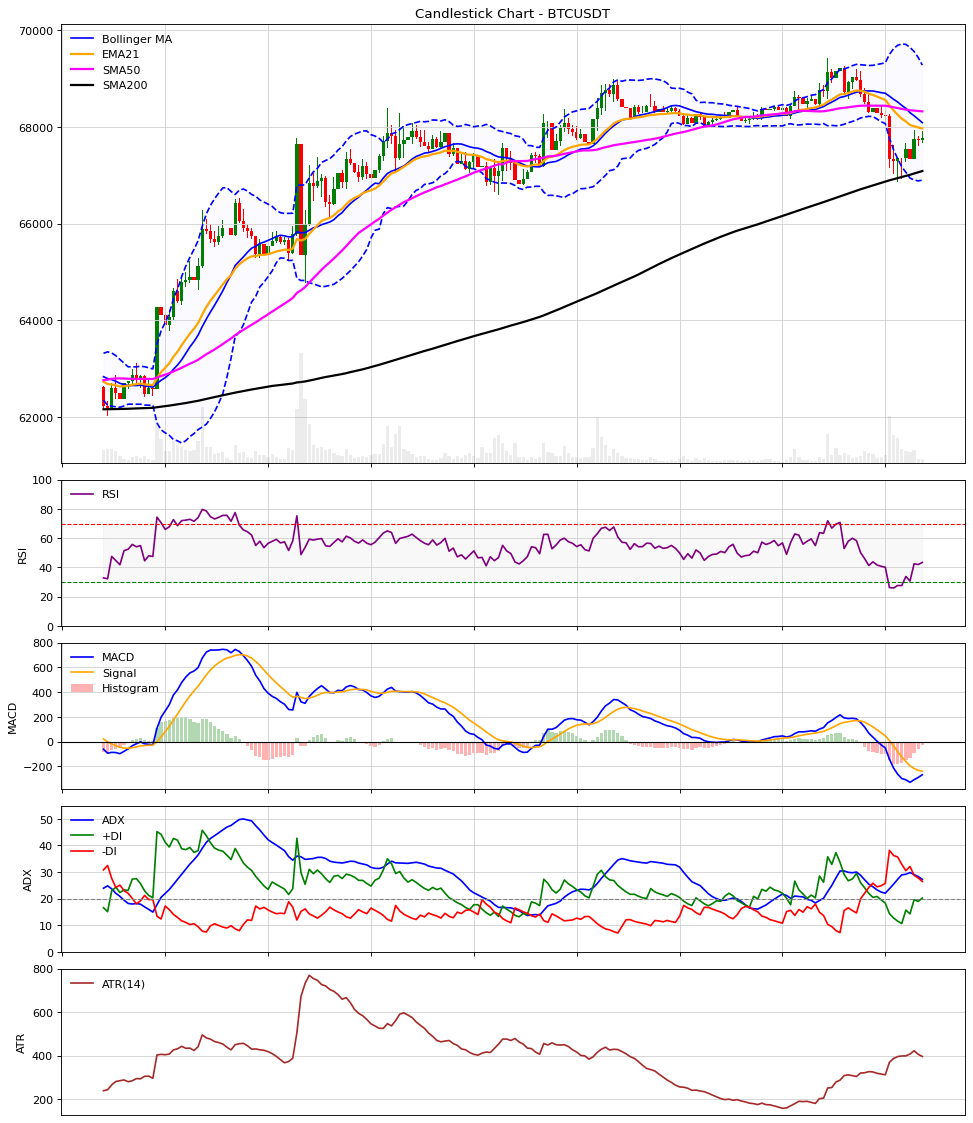 Candlestick Chart - BTCUSDT
70000
68000
66000
64000
62000
Bollinger MA
EMA21
SMA50
SMA200
100
80
60
40
20
0
RSI
RSI
800
600
400
200
0
−200
MACD
MACD
Signal
Histogram
50
40
30
20
10
0
ADX
ADX
+DI
-DI
800
600
400
200
ATR
ATR(14)